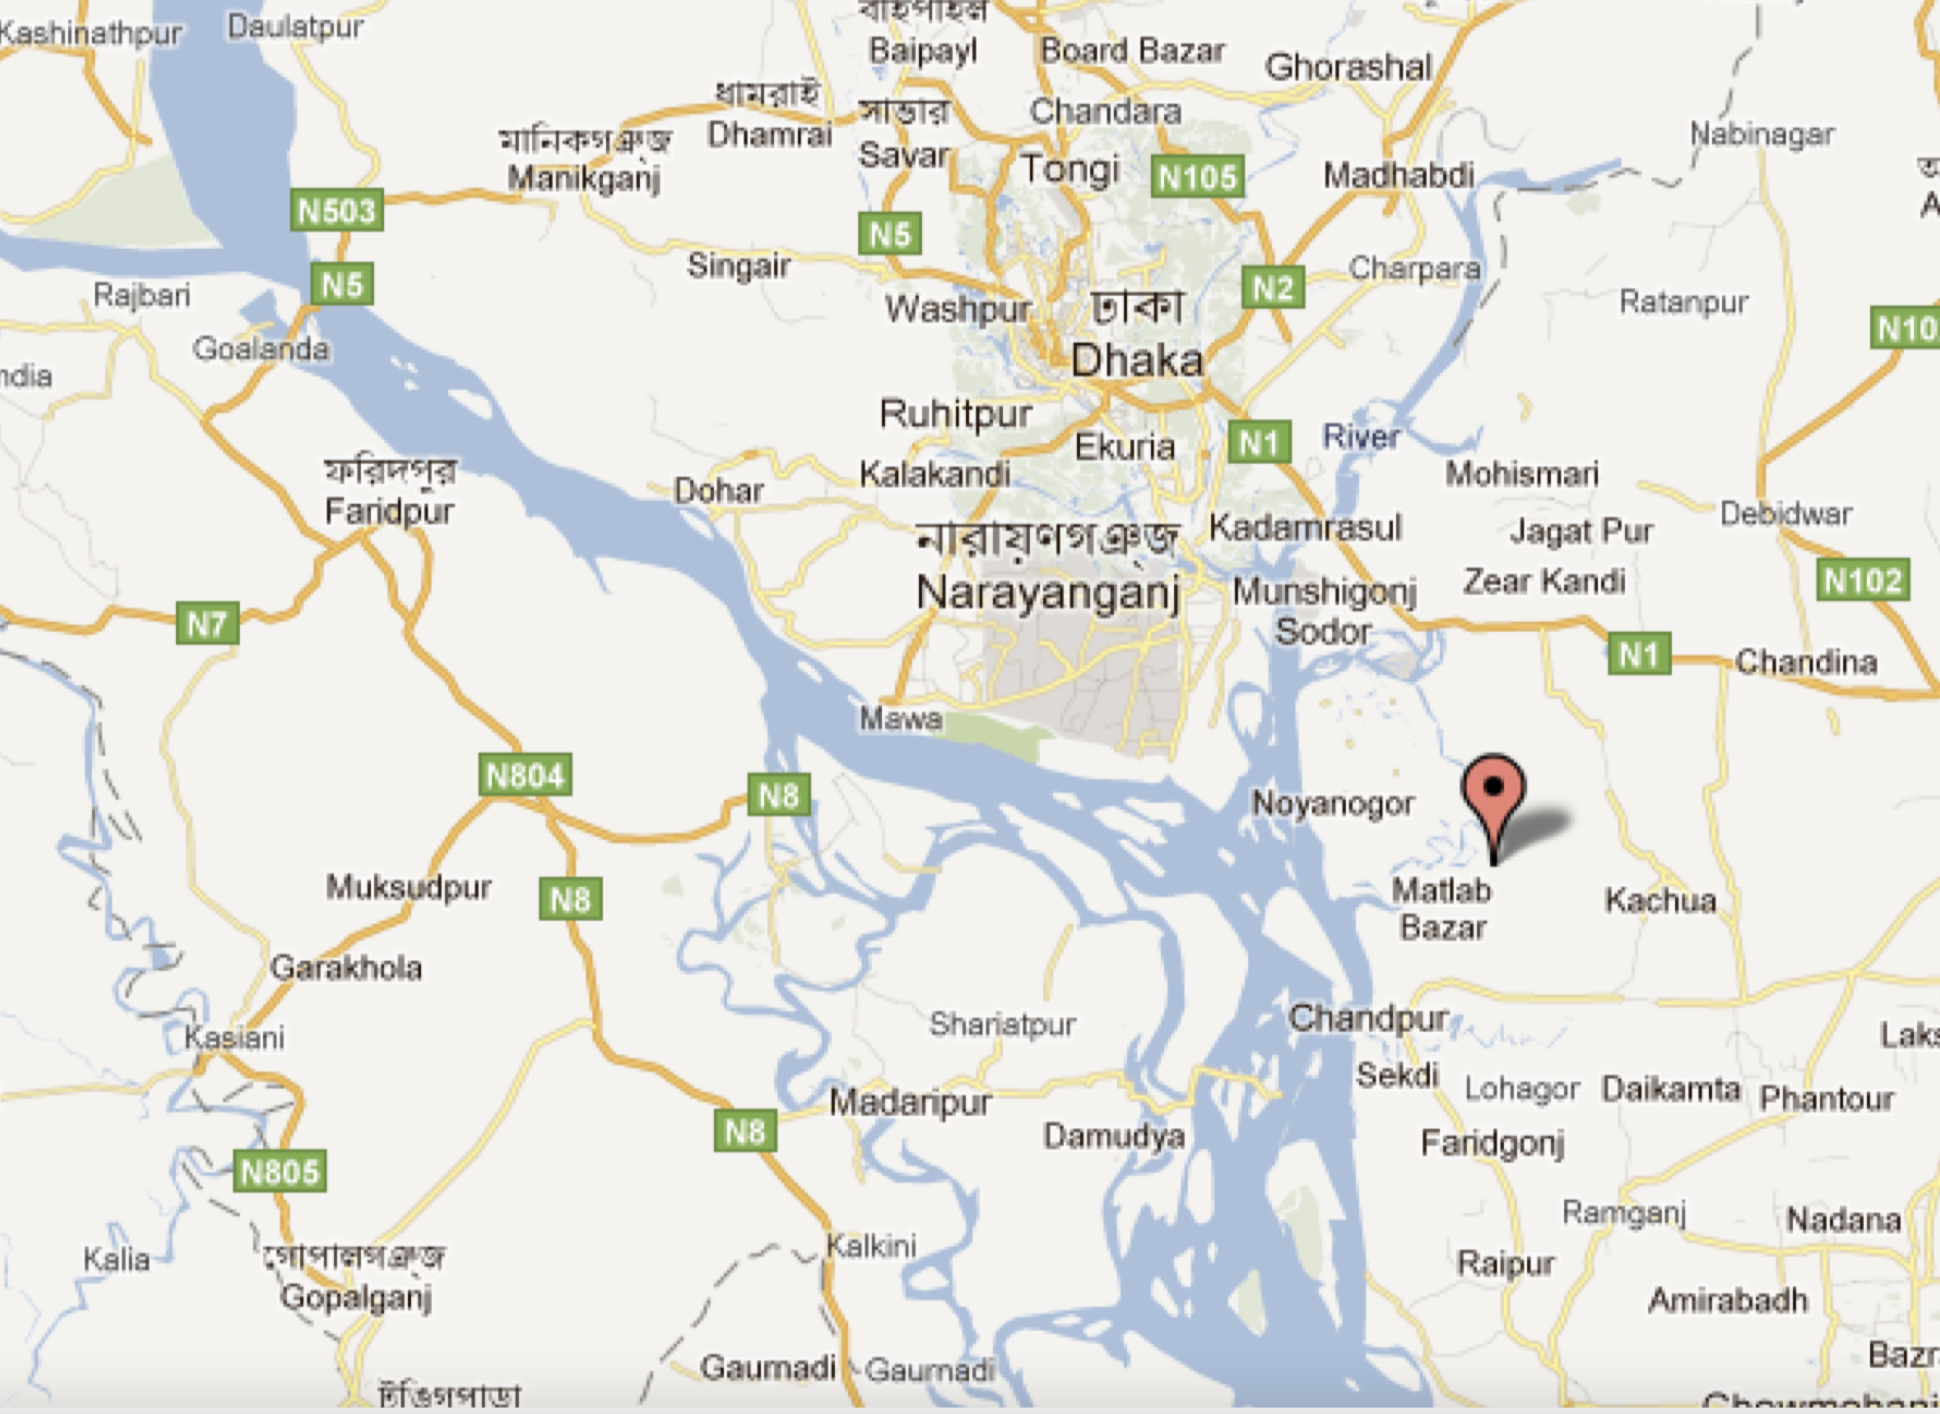 Kashinathpur
Daulatpur
বাইপাইল
Baipayl
Board Bazar
Ghorashal
ধামরাই
Dhamrai
সাভার
Savar
Chandara
Nabinagar
মানিকগঞ্জ
Manikganj
Tongi
N105
Madhabdi
N503
N5
Singair
N5
N2
Charpara
Rajbari
Washpur
ঢাকা
Dhaka
Ratanpur
N10
Goalanda
ndia
Ruhitpur
Ekuria
N1
River
ফরিদপুর
Faridpur
Dohar
Kalakandi
Mohismari
নারায়ণগঞ্জ
Narayanganj
Kadamrasul
Jagat Pur
Debidwar
Zear Kandi
N102
Munshigonj
Sodor
N7
N1
Chandina
Mawa
N804
N8
Noyanogor
Muksudpur
N8
Matlab
Bazar
Kachua
Garakhola
Shariatpur
Chandpur
Laks
Kasiani
Sekdi
Lohagor
Daikamta
Phantour
Madaripur
N8
Damudya
Faridgonj
N805
Ramganj
Nadana
Kalia
গোপালগঞ্জ
Gopalganj
Kalkini
Raipur
Amirabadh
Gaurnadi
Gaurnadi
Bazr
টুঙ্গিপাড়া
Chowmohani